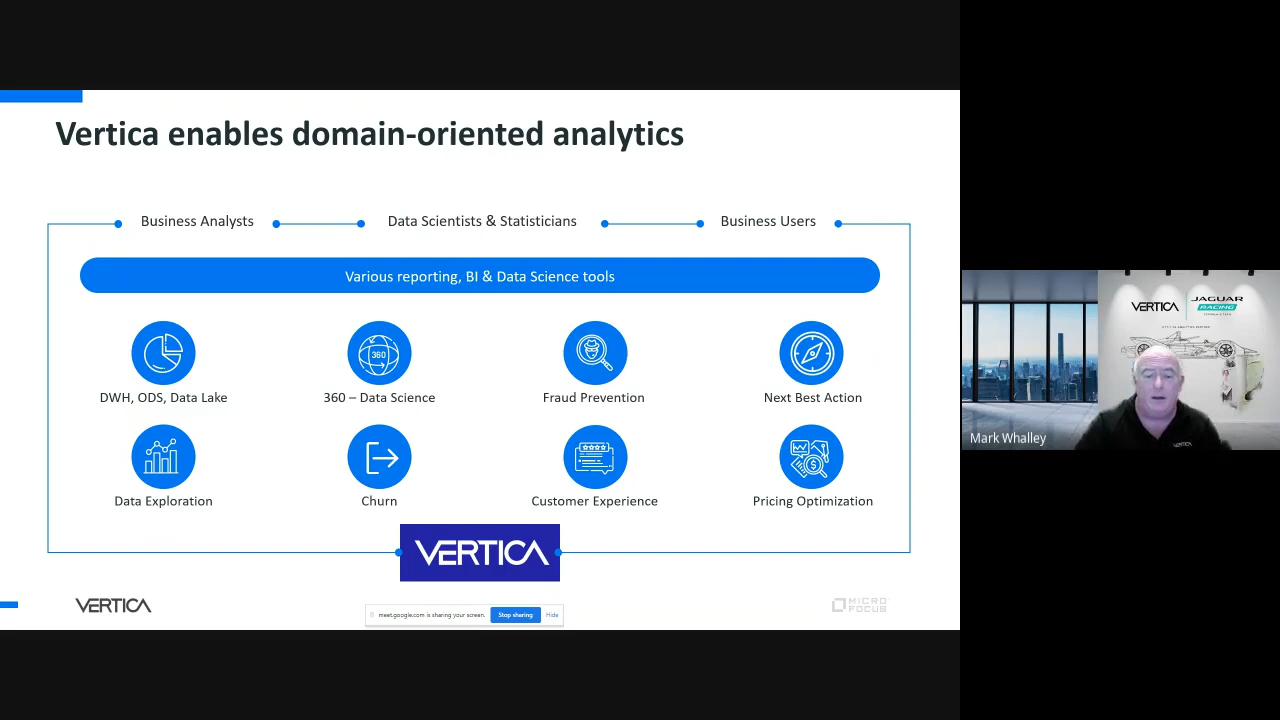 Vertica enables domain-oriented analytics
Business Analysts
Data Scientists & Statisticians
Business Users
Various reporting, BI & Data Science tools
360
DWH, ODS, Data Lake
360 – Data Science
Fraud Prevention
Next Best Action
Data Exploration
Churn
Customer Experience
Pricing Optimization
VERTICA
VERTICA
meet.google.com is sharing your screen.
Stop sharing
Hide
MICRO
FOCUS
VERTICA
JAGUAR
RACING
Mark Whalley
VERTICA